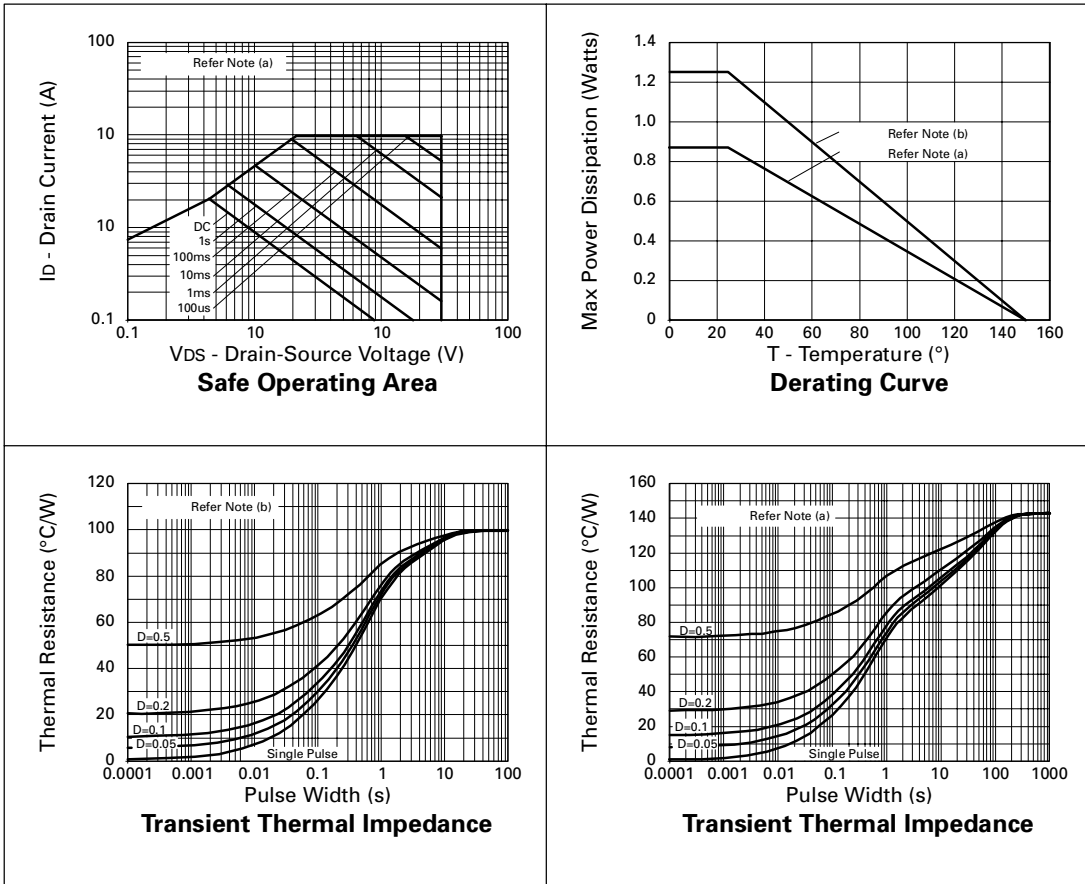 100
10
10
0.1
ID - Drain Current (A)
Refer Note (a)
DC
1s
100ms
10ms
1ms
100us
0.1
10
10
100
VDS - Drain-Source Voltage (V)
Safe Operating Area
1.4
1.2
1.0
0.8
0.6
0.4
0.2
0
Max Power Dissipation (Watts)
Refer Note (b)
Refer Note (a)
0 20 40 60 80 100 120 140 160
T - Temperature (°)
Derating Curve
120
100
80
60
40
20
0
Thermal Resistance (°C/W)
Refer Note (b)
D=0.5
D=0.2
D=0.1
D=0.05
Single Pulse
0.0001 0.001 0.01 0.1 1 10 100
Pulse Width (s)
Transient Thermal Impedance
160
140
120
100
80
60
40
20
0
Thermal Resistance (°C/W)
Refer Note (a)
D=0.5
D=0.2
D=0.1
D=0.05
Single Pulse
0.0001 0.001 0.01 0.1 1 10 100 1000
Pulse Width (s)
Transient Thermal Impedance